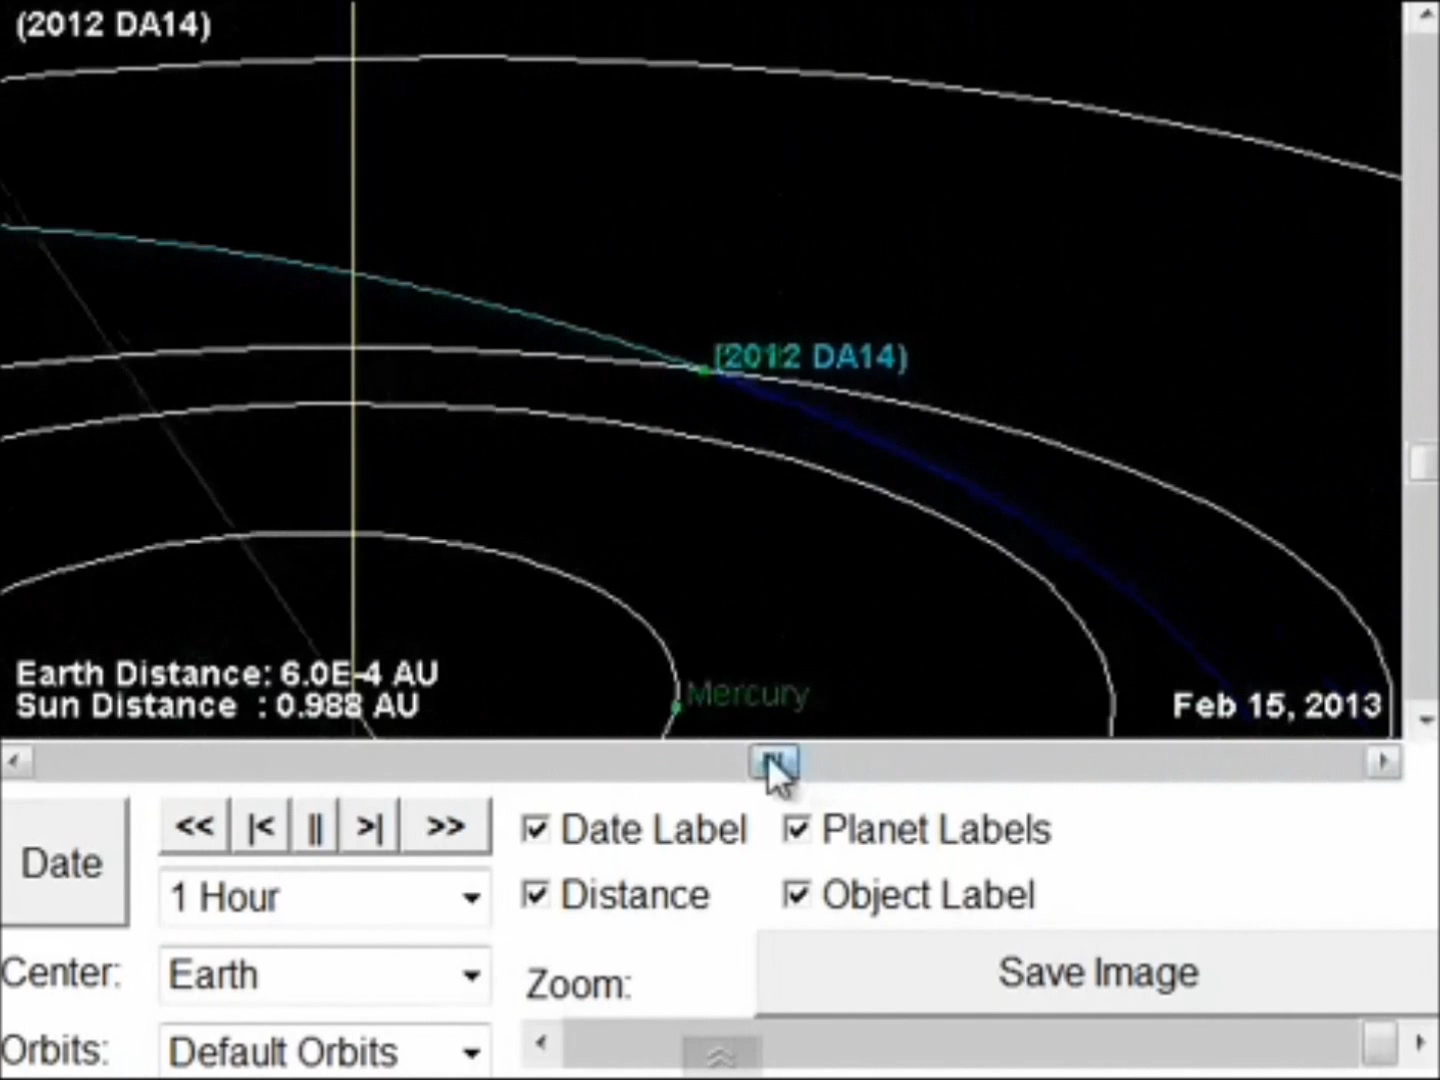 (2012 DA14)
(2012 DA14)
Earth Distance: 6.0E-4 AU
Sun Distance : 0.988 AU
Mercury
Feb 15, 2013
Date
<< |< || >| >>
1 Hour
Date Label
Planet Labels
Distance
Object Label
Center:
Earth
Zoom:
Save Image
Orbits:
Default Orbits